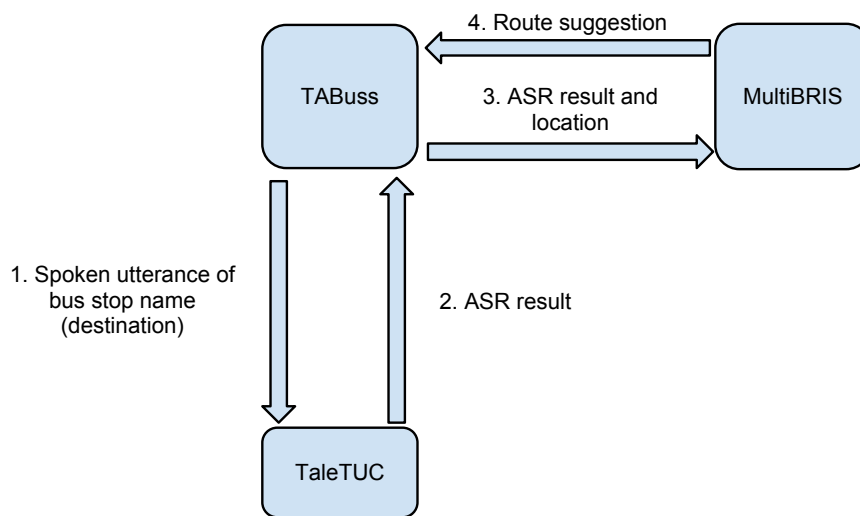 4. Route suggestion
TABuss
MultiBRIS
3. ASR result and
location
1. Spoken utterance of
bus stop name
(destination)
2. ASR result
TaleTUC